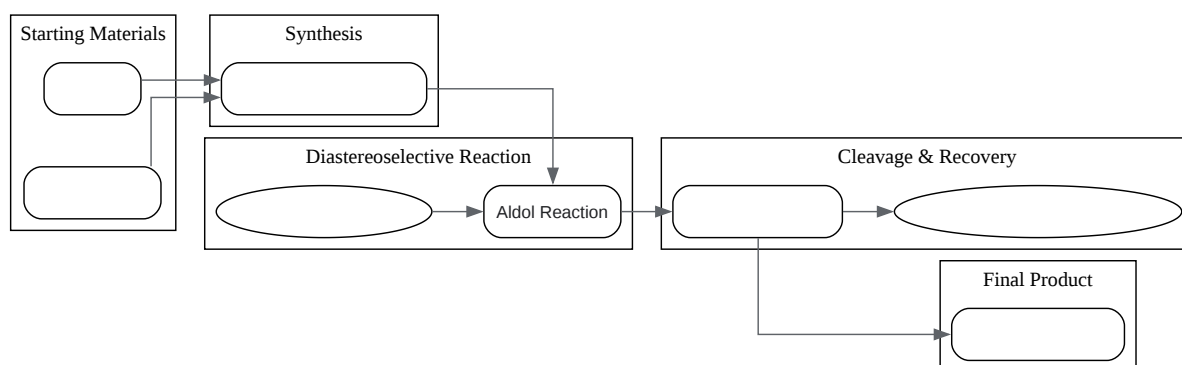 Starting Materials
Synthesis
Diastereoselective Reaction
Aldol Reaction
Cleavage & Recovery
Final Product